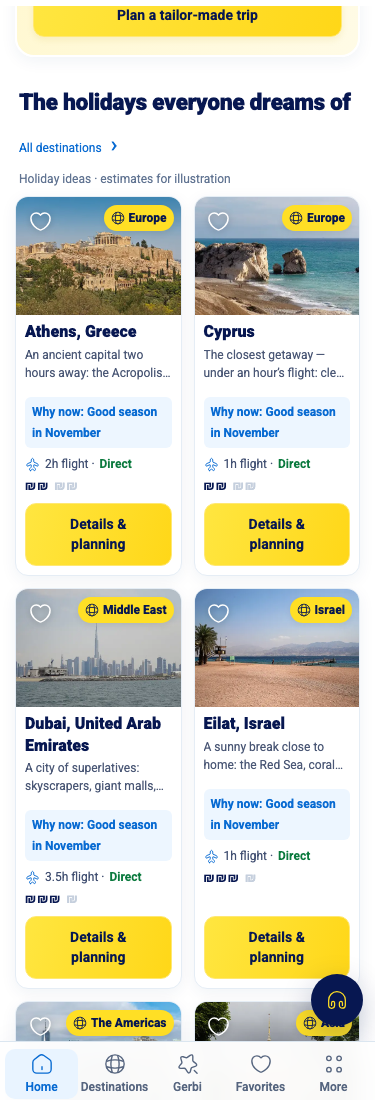 Plan a tailor-made trip
The holidays everyone dreams of
All destinations ›
Holiday ideas · estimates for illustration
Europe
Athens, Greece
An ancient capital two
hours away: the Acropolis...
Why now: Good season
in November
2h flight · Direct
₪₪ ₪₪
Details &
planning
Europe
Cyprus
The closest getaway —
under an hour's flight: cle...
Why now: Good season
in November
1h flight · Direct
₪₪ ₪₪
Details &
planning
Middle East
Dubai, United Arab
Emirates
A city of superlatives:
skyscrapers, giant malls,...
Why now: Good season
in November
3.5h flight · Direct
₪₪₪ ₪
Details &
planning
Israel
Eilat, Israel
A sunny break close to
home: the Red Sea, coral...
Why now: Good season
in November
1h flight · Direct
₪₪₪ ₪
Details &
planning
The Americas
Home
Destinations
Gerbi
Favorites
More